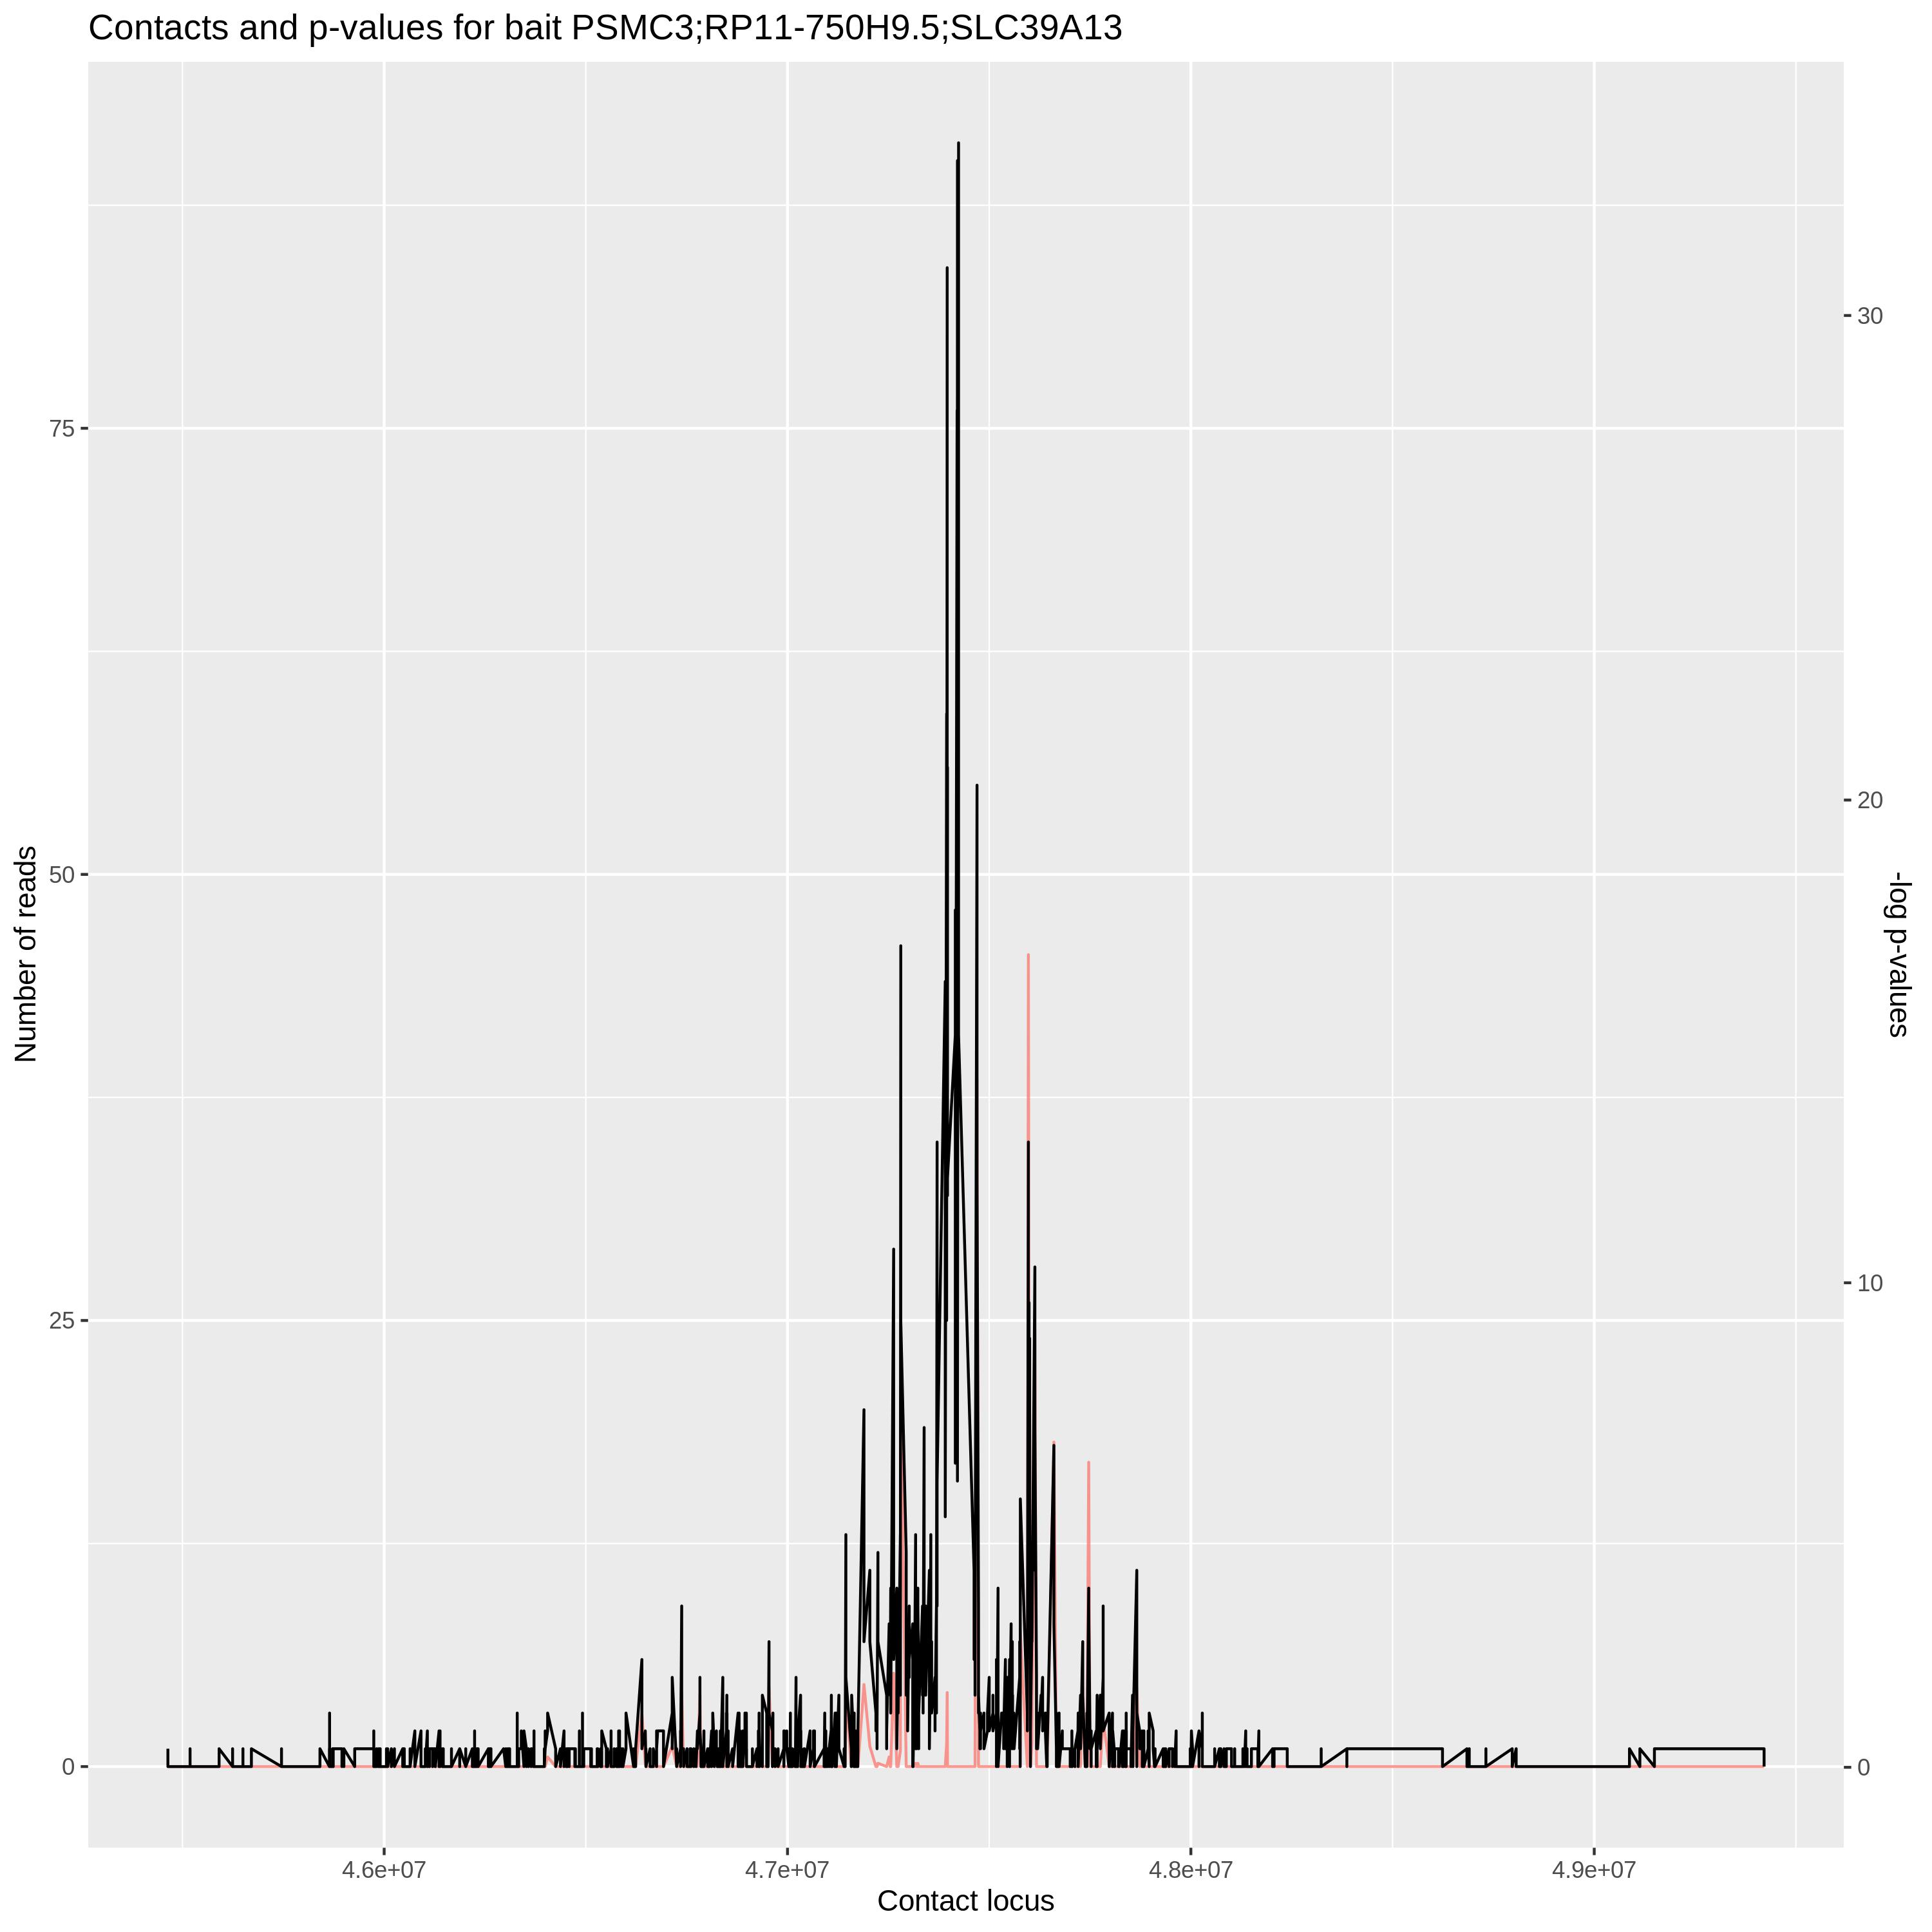 Contacts and p-values for bait PSMC3;RP11-750H9.5;SLC39A13
Number of reads
75
50
25
0
30
20
10
0
-log p-values
4.6e+07
4.7e+07
4.8e+07
4.9e+07
Contact locus